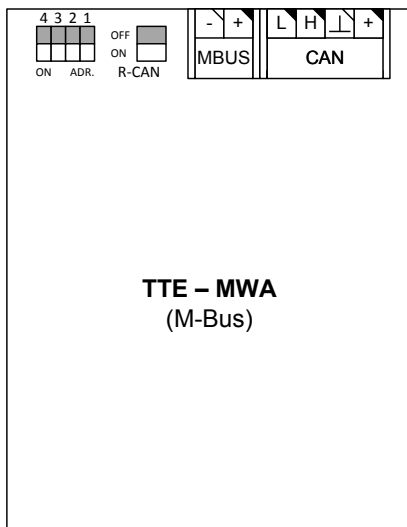 4 3 2 1
ON ADR.
OFF
ON
R-CAN
- +
MBUS
L H ⊥ +
CAN
TTE – MWA
(M-Bus)